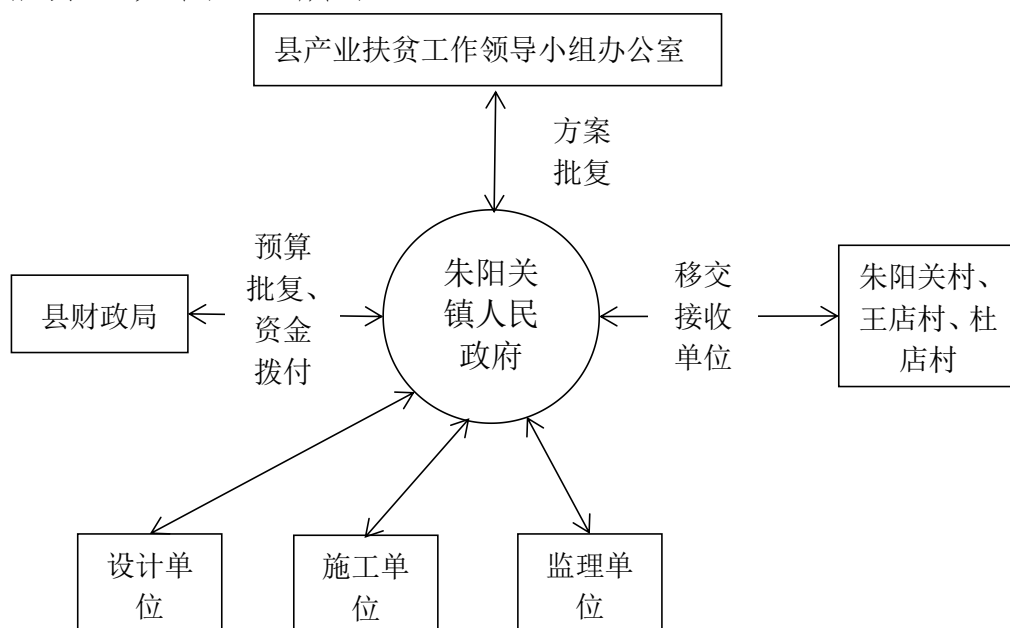 县产业扶贫工作领导小组办公室
方案
批复
预算
批复、
资金
拨付
县财政局
朱阳关
镇人民
政府
移交
接收
单位
朱阳关村、
王店村、杜
店村
设计单
位
施工单
位
监理单
位